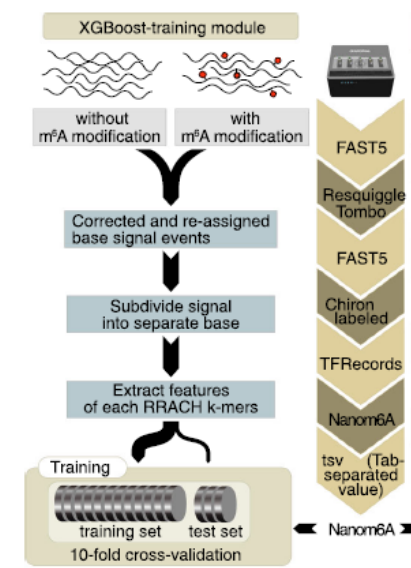 XGBoost-training module
without
m⁶A modification
with
m⁶A modification
Corrected and re-assigned
base signal events
Subdivide signal
into separate base
Extract features
of each RRACH k-mers
Training
training set
test set
10-fold cross-validation
FAST5
Resquiggle
Tombo
FAST5
Chiron
labeled
TFRecords
Nanom6A
tsv (Tab-
separated
value)
Nanom6A